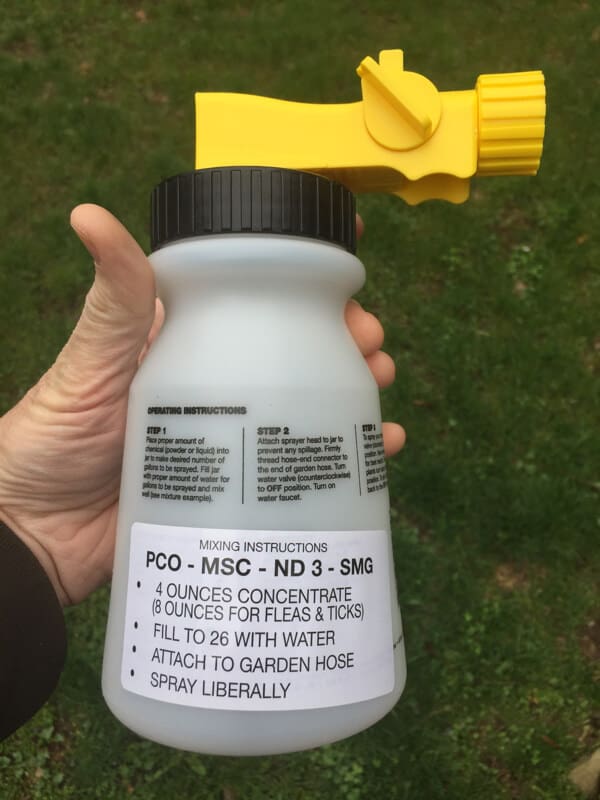 OPERATING INSTRUCTIONS
STEP 1
Place proper amount of
chemical (powder or liquid) into
jar to make desired number of
gallons to be sprayed. Fill jar
with proper amount of water for
gallons to be sprayed and mix
well (see mixture example).
STEP 2
Attach sprayer head to jar to
prevent any spillage. Firmly
thread hose-end connector to
the end of garden hose. Turn
water valve (counterclockwise)
to OFF position. Turn on
water faucet.
STEP
To spray
MIXING INSTRUCTIONS
PCO - MSC - ND 3 - SMG
• 4 OUNCES CONCENTRATE
(8 OUNCES FOR FLEAS & TICKS)
• FILL TO 26 WITH WATER
• ATTACH TO GARDEN HOSE
• SPRAY LIBERALLY